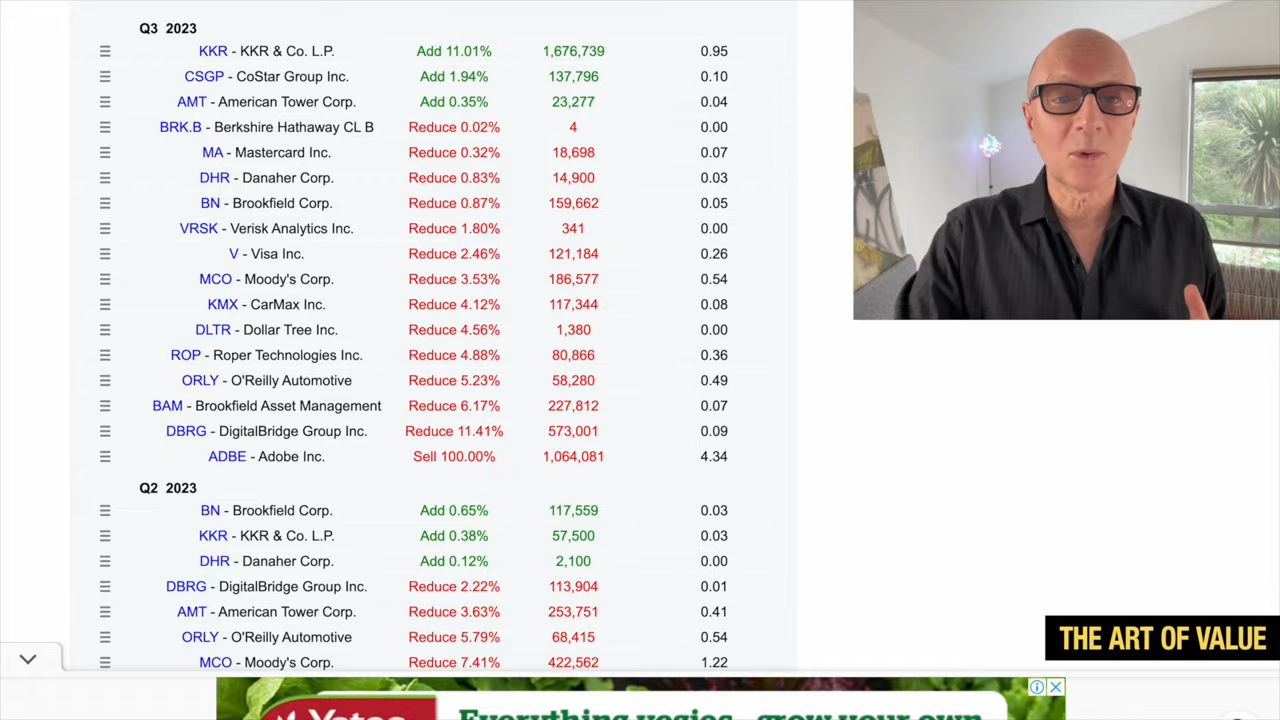 Q3 2023
KKR - KKR & Co. L.P. Add 11.01% 1,676,739 0.95
CSGP - CoStar Group Inc. Add 1.94% 137,796 0.10
AMT - American Tower Corp. Add 0.35% 23,277 0.04
BRK.B - Berkshire Hathaway CL B Reduce 0.02% 4 0.00
MA - Mastercard Inc. Reduce 0.32% 18,698 0.07
DHR - Danaher Corp. Reduce 0.83% 14,900 0.03
BN - Brookfield Corp. Reduce 0.87% 159,662 0.05
VRSK - Verisk Analytics Inc. Reduce 1.80% 341 0.00
V - Visa Inc. Reduce 2.46% 121,184 0.26
MCO - Moody's Corp. Reduce 3.53% 186,577 0.54
KMX - CarMax Inc. Reduce 4.12% 117,344 0.08
DLTR - Dollar Tree Inc. Reduce 4.56% 1,380 0.00
ROP - Roper Technologies Inc. Reduce 4.88% 80,866 0.36
ORLY - O'Reilly Automotive Reduce 5.23% 58,280 0.49
BAM - Brookfield Asset Management Reduce 6.17% 227,812 0.07
DBRG - DigitalBridge Group Inc. Reduce 11.41% 573,001 0.09
ADBE - Adobe Inc. Sell 100.00% 1,064,081 4.34
Q2 2023
BN - Brookfield Corp. Add 0.65% 117,559 0.03
KKR - KKR & Co. L.P. Add 0.38% 57,500 0.03
DHR - Danaher Corp. Add 0.12% 2,100 0.00
DBRG - DigitalBridge Group Inc. Reduce 2.22% 113,904 0.01
AMT - American Tower Corp. Reduce 3.63% 253,751 0.41
ORLY - O'Reilly Automotive Reduce 5.79% 68,415 0.54
MCO - Moody's Corp. Reduce 7.41% 422,562 1.22
THE ART OF VALUE
Yates
Everything vegies - grow your own